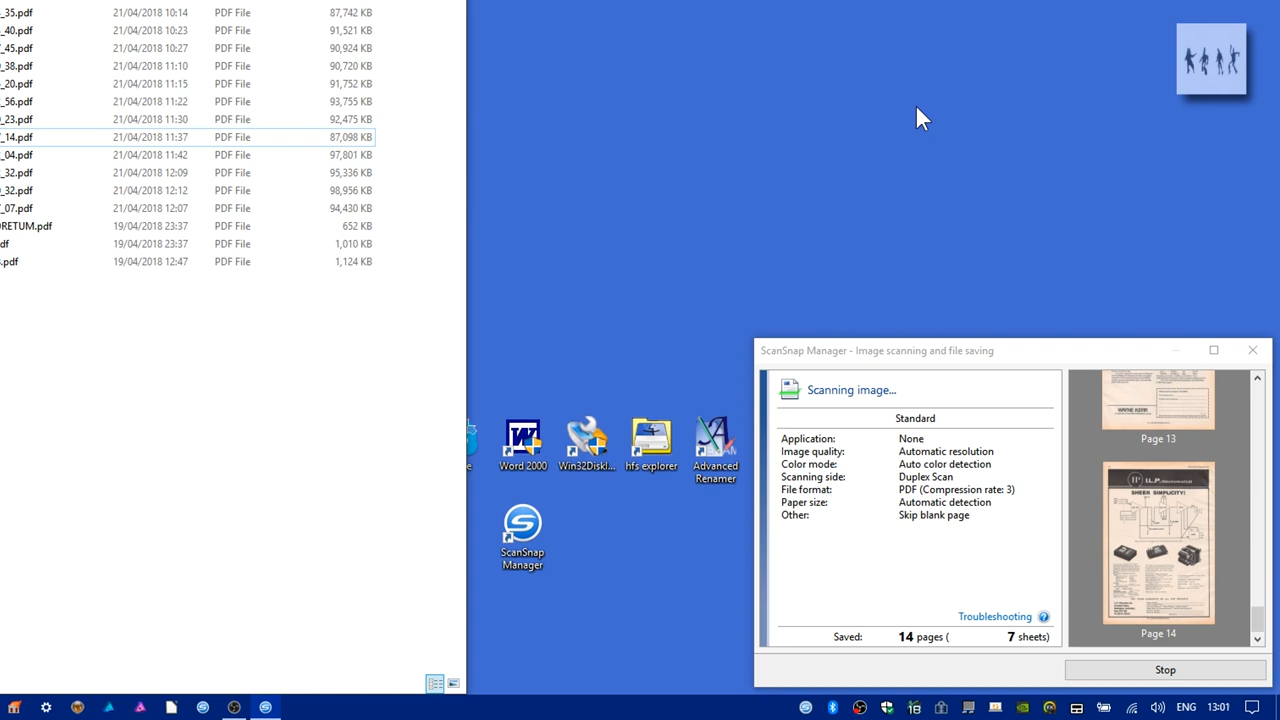 _35.pdf 21/04/2018 10:14 PDF File 87,742 KB
_40.pdf 21/04/2018 10:23 PDF File 91,521 KB
_45.pdf 21/04/2018 10:27 PDF File 90,924 KB
_38.pdf 21/04/2018 11:10 PDF File 90,720 KB
_20.pdf 21/04/2018 11:15 PDF File 91,752 KB
_56.pdf 21/04/2018 11:22 PDF File 93,755 KB
_23.pdf 21/04/2018 11:30 PDF File 92,475 KB
_14.pdf 21/04/2018 11:37 PDF File 87,098 KB
_04.pdf 21/04/2018 11:42 PDF File 97,801 KB
_32.pdf 21/04/2018 12:09 PDF File 95,336 KB
_32.pdf 21/04/2018 12:12 PDF File 98,956 KB
_07.pdf 21/04/2018 12:07 PDF File 94,430 KB
RETUM.pdf 19/04/2018 23:37 PDF File 652 KB
df 19/04/2018 23:37 PDF File 1,010 KB
.pdf 19/04/2018 12:47 PDF File 1,124 KB
e
Word 2000
Win32DiskI...
hfs explorer
Advanced
Renamer
ScanSnap
Manager
ScanSnap Manager - Image scanning and file saving
Scanning image...
Standard
Application: None
Image quality: Automatic resolution
Color mode: Auto color detection
Scanning side: Duplex Scan
File format: PDF (Compression rate: 3)
Paper size: Automatic detection
Other: Skip blank page
Troubleshooting
Saved: 14 pages ( 7 sheets)
WAYNE KERR
Page 13
I.L.P.
SHEER SIMPLICITY!
Page 14
Stop
18
ENG 13:01